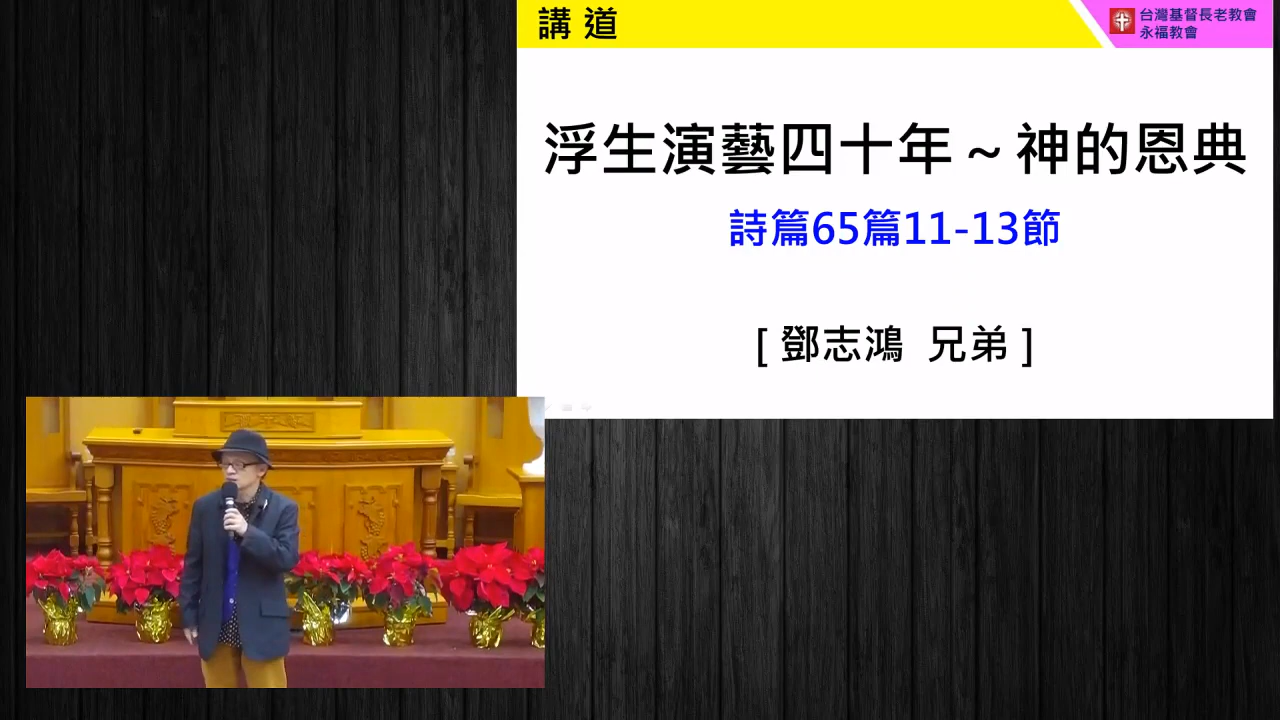 講道
台灣基督長老教會
永福教會
浮生演藝四十年～神的恩典
詩篇65篇11-13節
[ 鄧志鴻 兄弟 ]